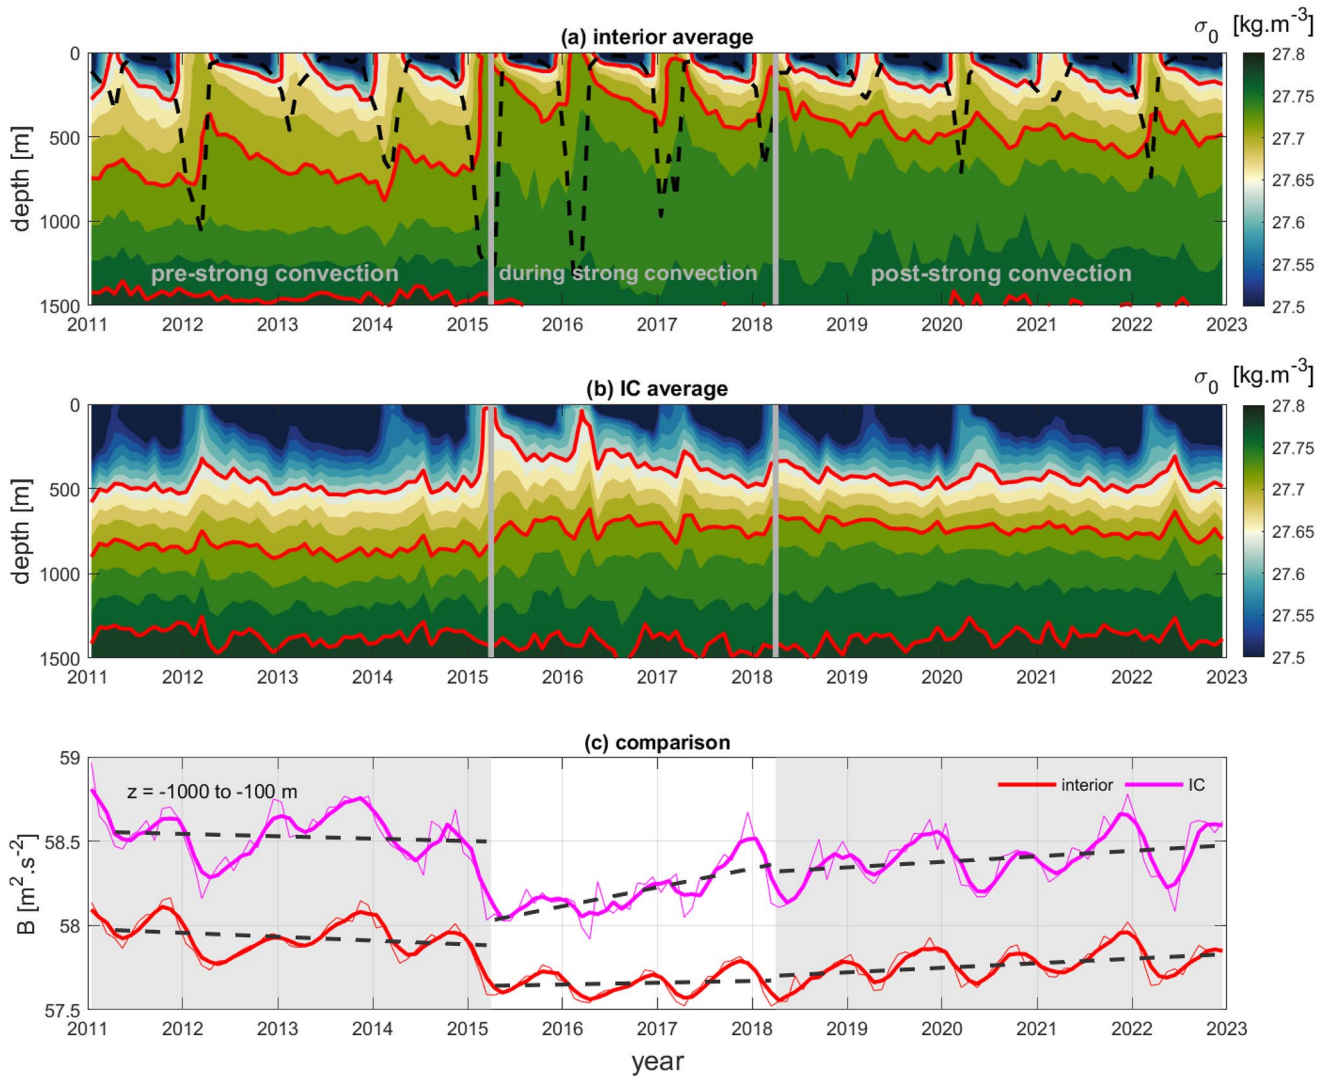 (a) interior average
σ0 [kg.m-3]
depth [m]
0
500
1000
1500
pre-strong convection
during strong convection
post-strong convection
2011 2012 2013 2014 2015 2016 2017 2018 2019 2020 2021 2022 2023
27.8
27.75
27.7
27.65
27.6
27.55
27.5
(b) IC average
σ0 [kg.m-3]
depth [m]
0
500
1000
1500
2011 2012 2013 2014 2015 2016 2017 2018 2019 2020 2021 2022 2023
27.8
27.75
27.7
27.65
27.6
27.55
27.5
(c) comparison
B [m2.s-2]
59
58.5
58
57.5
z = -1000 to -100 m
interior
IC
2011 2012 2013 2014 2015 2016 2017 2018 2019 2020 2021 2022 2023
year